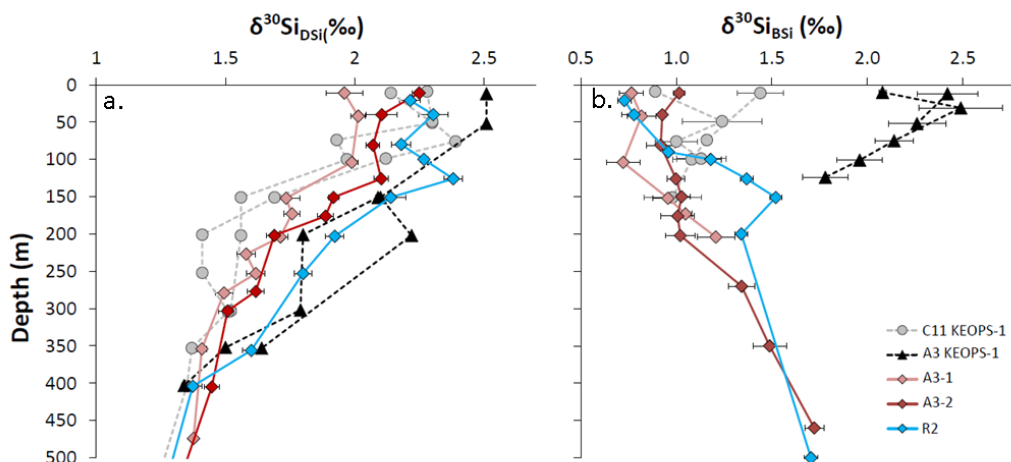 δ³⁰Si_DSi(‰) δ³⁰Si_BSi (‰)
1 1.5 2 2.5 0.5 1.0 1.5 2.0 2.5
0
a. b.
50
100
150
200
250
300
350
400
450
500
Depth (m)
C11 KEOPS-1
A3 KEOPS-1
A3-1
A3-2
R2